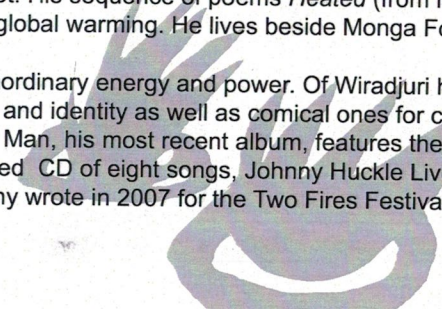 His sequence of poems Heated (from
global warming. He lives beside Monga Fo
ordinary energy and power. Of Wiradjuri h
and identity as well as comical ones for c
Man, his most recent album, features the
ed CD of eight songs, Johnny Huckle Liv
ny wrote in 2007 for the Two Fires Festiva